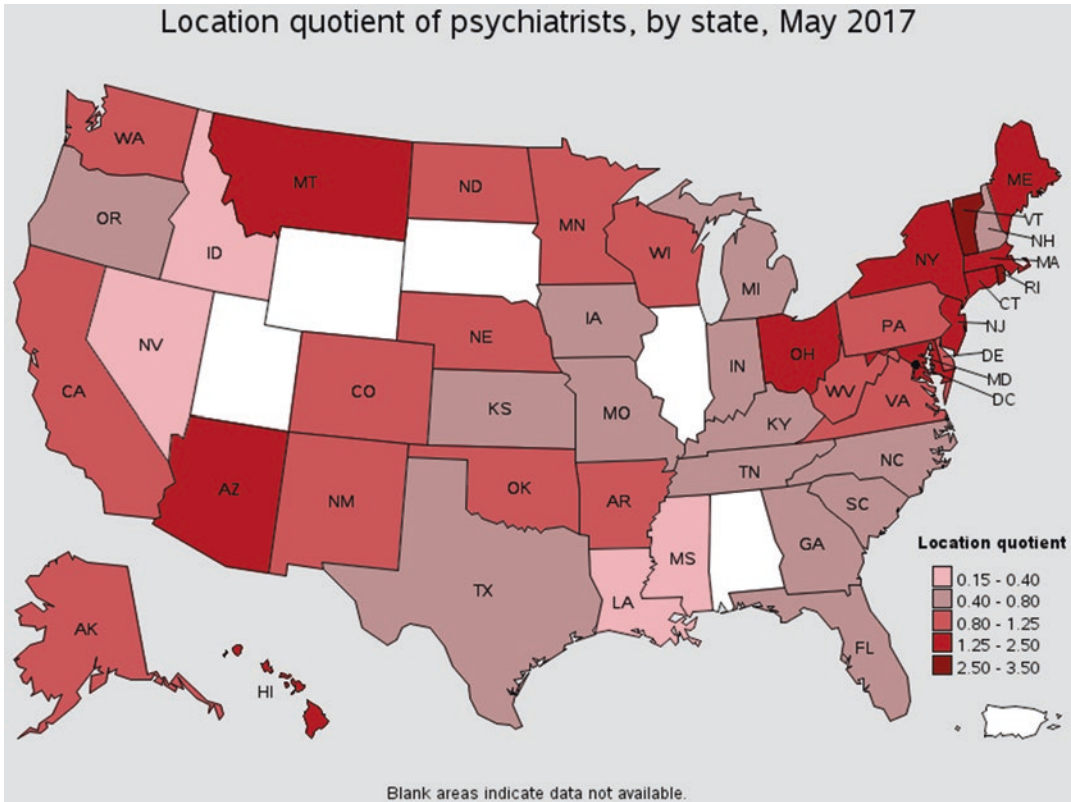 Location quotient of psychiatrists, by state, May 2017
WA
MT
ND
MN
ME
VT
NH
OR
ID
WI
NY
MA
RI
CT
MI
IA
NE
PA
NJ
NV
OH
IN
DE
MD
DC
CA
CO
WV
VA
KS
MO
KY
TN
NC
AZ
NM
OK
AR
SC
GA
MS
TX
LA
AK
FL
HI
Location quotient
0.15 - 0.40
0.40 - 0.80
0.80 - 1.25
1.25 - 2.50
2.50 - 3.50
Blank areas indicate data not available.